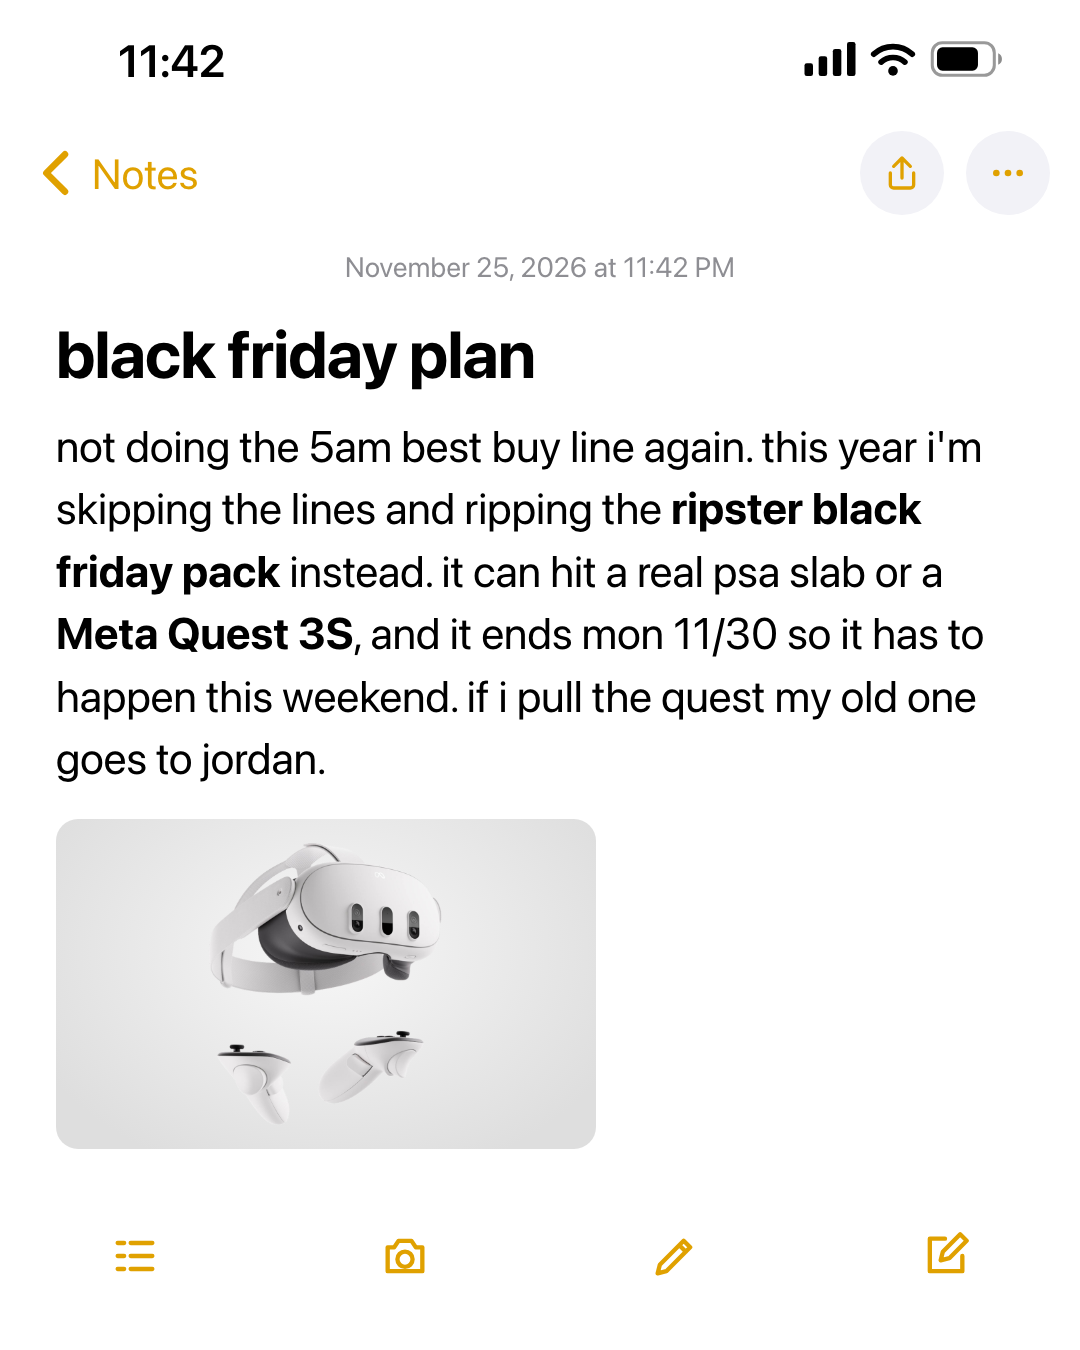 11:42
Notes
November 25, 2026 at 11:42 PM
black friday plan
not doing the 5am best buy line again. this year i'm
skipping the lines and ripping the ripster black
friday pack instead. it can hit a real psa slab or a
Meta Quest 3S, and it ends mon 11/30 so it has to
happen this weekend. if i pull the quest my old one
goes to jordan.